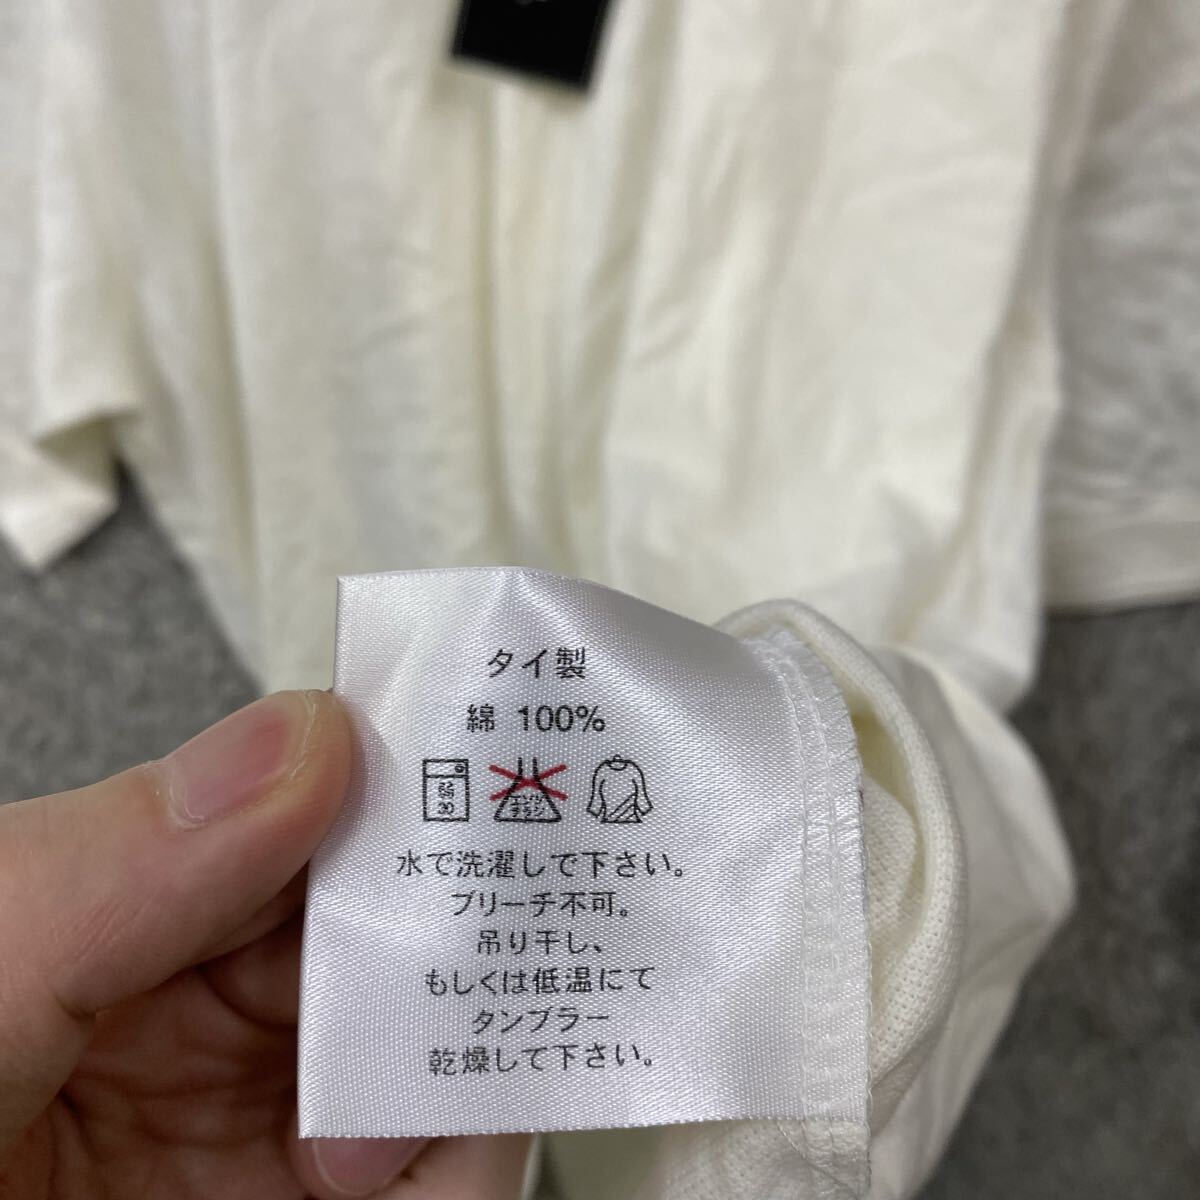 タイ製
綿 100%
弱
30
水で洗濯して下さい。
ブリーチ不可。
吊り干し、
もしくは低温にて
タンブラー
乾燥して下さい。